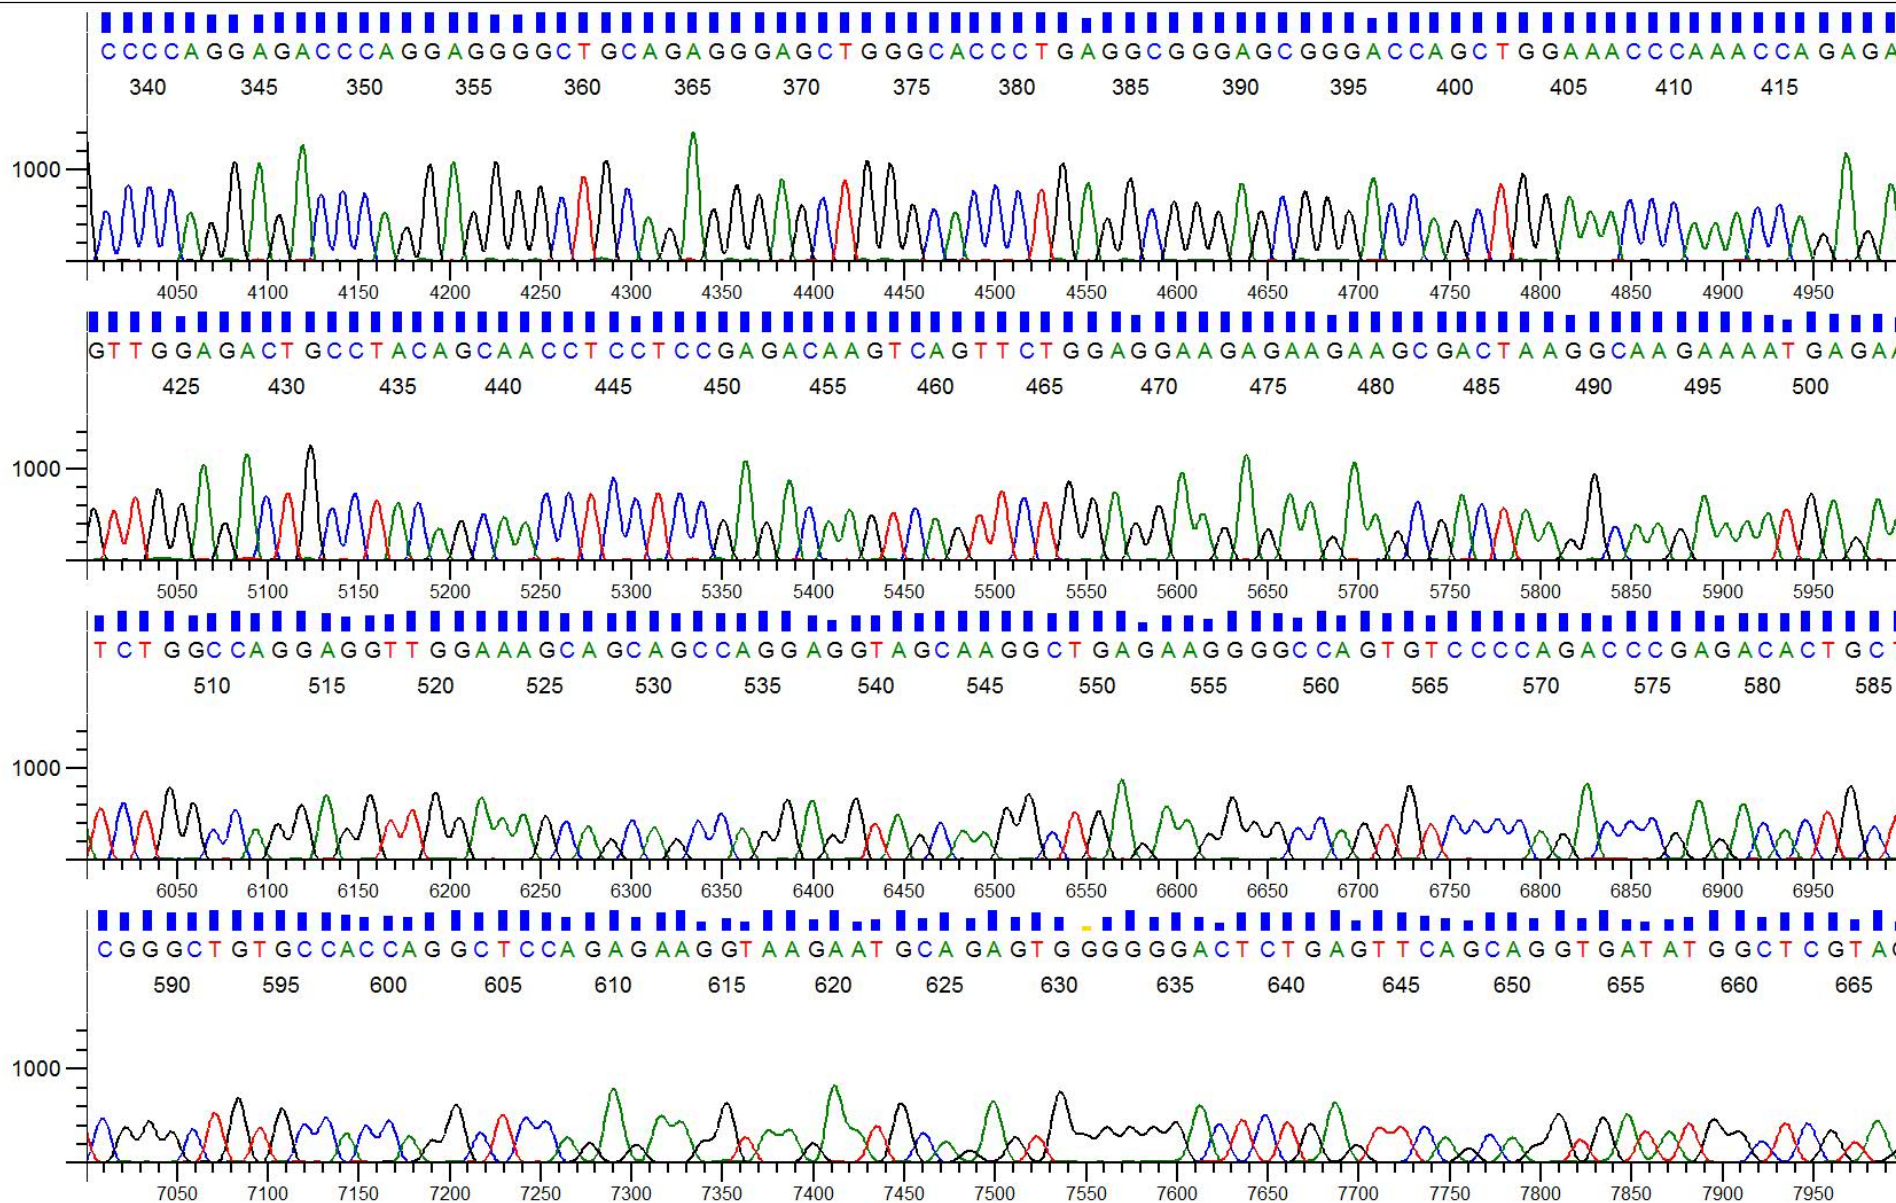 CCCCAGGAGACCCAGGAGGGGCTGCAGAGGGAGCTGGGCACCCTGAGGCGGGAGCGGGACCAGCTGGAAACCCAAACCAGAGA
340 345 350 355 360 365 370 375 380 385 390 395 400 405 410 415
1000
4050 4100 4150 4200 4250 4300 4350 4400 4450 4500 4550 4600 4650 4700 4750 4800 4850 4900 4950
GTTGGAGACTGCCTACAGCAACCTCCTCCGAGACAAGTCAGTTCTGGAGGAAGAGAAGAAGCGACTAAGGCAAGAAAATGAGAA
425 430 435 440 445 450 455 460 465 470 475 480 485 490 495 500
1000
5050 5100 5150 5200 5250 5300 5350 5400 5450 5500 5550 5600 5650 5700 5750 5800 5850 5900 5950
TCTGGCCAGGAGGTTGGAAAGCAGCAGCCAGGAGGTAGCAAGGCTGAGAAGGGGCCAGTGTCCCCAGACCCGAGACACTGCT
510 515 520 525 530 535 540 545 550 555 560 565 570 575 580 585
1000
6050 6100 6150 6200 6250 6300 6350 6400 6450 6500 6550 6600 6650 6700 6750 6800 6850 6900 6950
CGGGCTGTGCCACCAGGCTCCAGAGAAGGTAAGAATGCAGAGTGGGGGGACTCTGAGTTCAGCAGGTGATATGGCTCGTAG
590 595 600 605 610 615 620 625 630 635 640 645 650 655 660 665
1000
7050 7100 7150 7200 7250 7300 7350 7400 7450 7500 7550 7600 7650 7700 7750 7800 7850 7900 7950